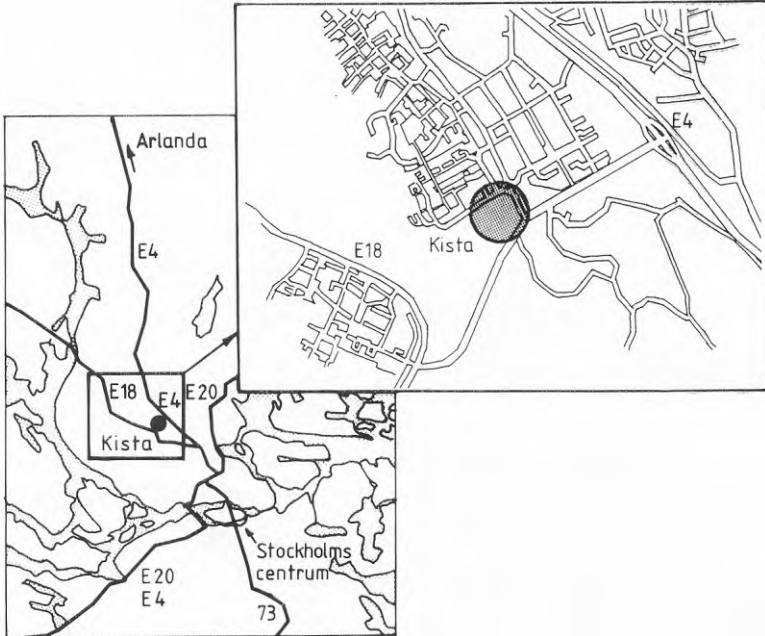 E4
E18
Kista
Arlanda
E4
E18
E4
E20
Kista
Stockholms
centrum
E20
E4
73